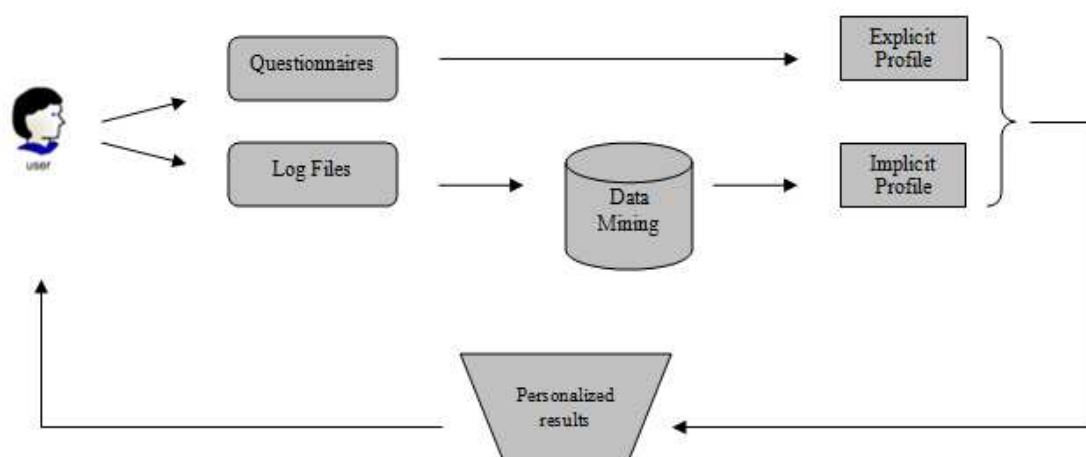 Questionnaires
Explicit
Profile
user
Log Files
Data
Mining
Implicit
Profile
Personalized
results